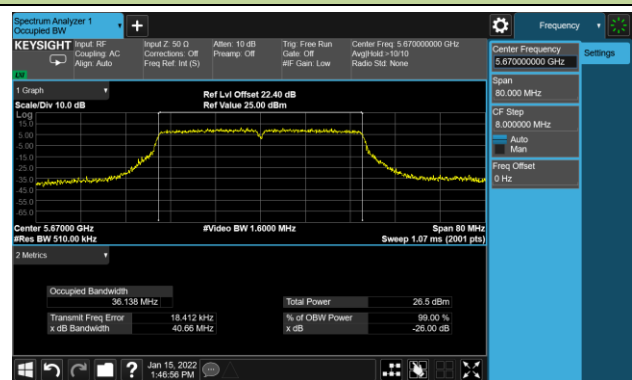 Spectrum Analyzer 1
Occupied BW
Frequency
KEYSIGHT
Input: RF
Coupling: AC
Align: Auto
Input Z: 50 Ω
Corrections: Off
Freq Ref: Int (S)
Atten: 10 dB
Preamp: Off
Trig: Free Run
Gate: Off
#IF Gain: Low
Center Freq: 5.670000000 GHz
Avg|Hold:>10/10
Radio Std: None
Center Frequency
5.670000000 GHz
Settings
Span
80.000 MHz
CF Step
8.000000 MHz
Auto
Man
Freq Offset
0 Hz
1 Graph
Scale/Div 10.0 dB
Ref Lvl Offset 22.40 dB
Ref Value 25.00 dBm
Log
15.0
5.00
-5.00
-15.0
-25.0
-35.0
-45.0
-55.0
-65.0
Center 5.67000 GHz
#Video BW 1.6000 MHz
Span 80 MHz
#Res BW 510.00 kHz
Sweep 1.07 ms (2001 pts)
2 Metrics
Occupied Bandwidth
36.138 MHz
Total Power 26.5 dBm
Transmit Freq Error 18.412 kHz
% of OBW Power 99.00 %
x dB Bandwidth 40.66 MHz
x dB -26.00 dB
Jan 15, 2022
1:46:56 PM